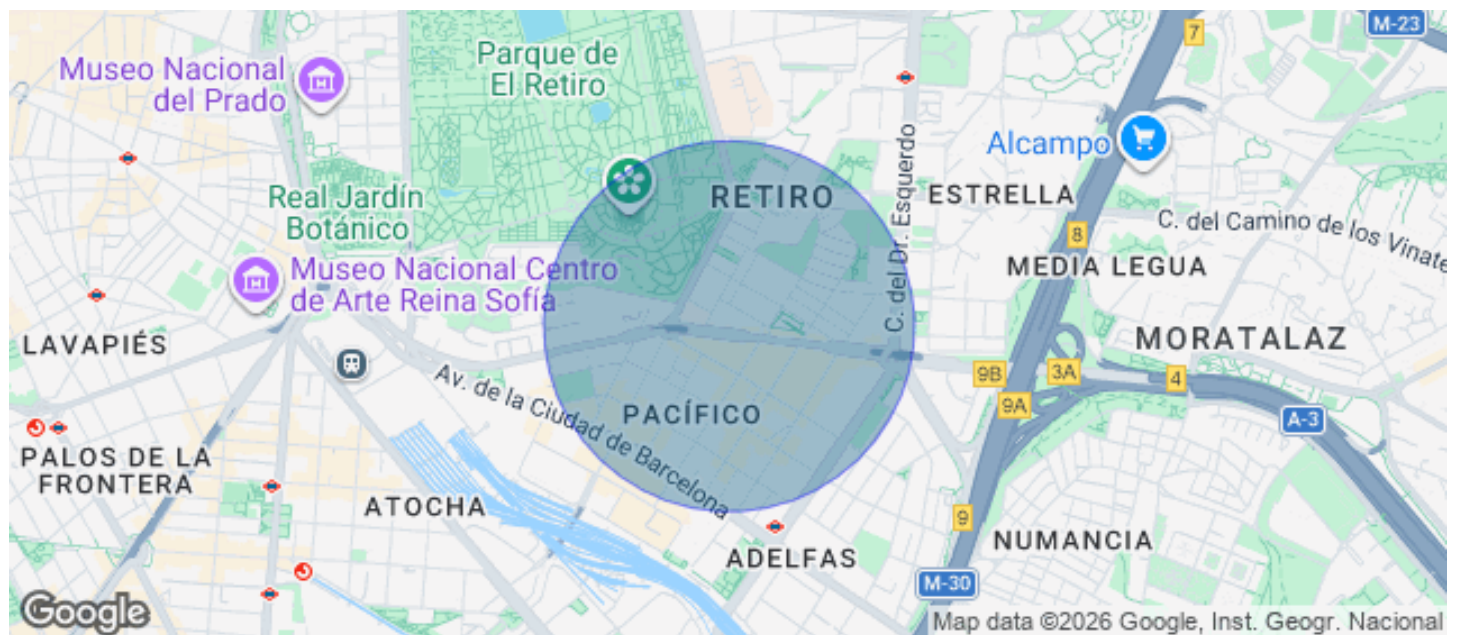 M-23
7
Parque de
El Retiro
Museo Nacional
del Prado
Alcampo
C. del Dr. Esquerdo
RETIRO
ESTRELLA
Real Jardín
Botánico
C. del Camino de los Vinate
8
MEDIA LEGUA
Museo Nacional Centro
de Arte Reina Sofía
LAVAPIÉS
MORATALAZ
9B
3A
4
Av. de la Ciudad de Barcelona
9A
PACÍFICO
A-3
PALOS DE LA
FRONTERA
ATOCHA
9
NUMANCIA
ADELFAS
M-30
Google
Map data ©2026 Google, Inst. Geogr. Nacional